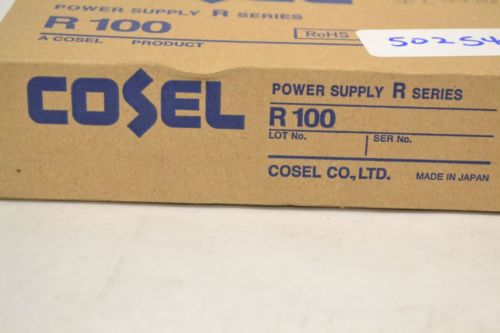 POWER SUPPLY R SERIES
R 100
A COSEL PRODUCT
RoHS
COSEL
POWER SUPPLY R SERIES
R 100
LOT No.
SER No.
COSEL CO.,LTD.
MADE IN JAPAN